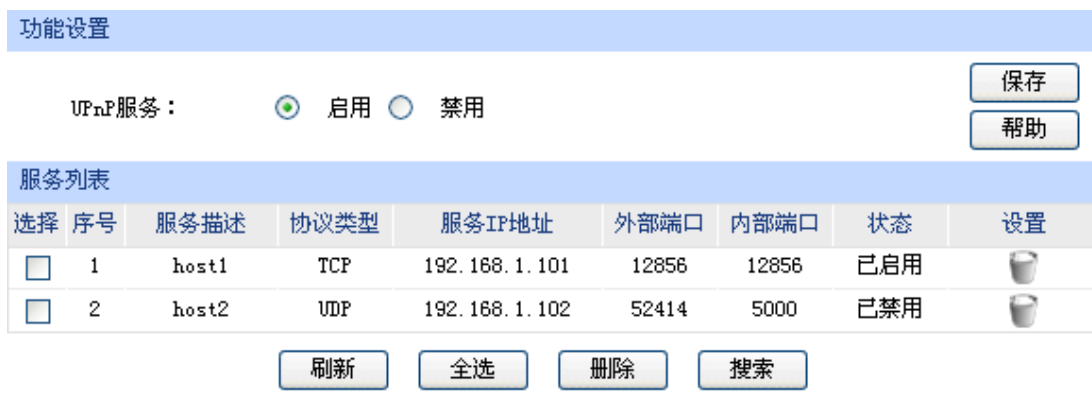 功能设置
保存
UPnP服务： 启用 禁用
帮助
服务列表
选择 序号 服务描述 协议类型 服务IP地址 外部端口 内部端口 状态 设置
1 host1 TCP 192.168.1.101 12856 12856 已启用
2 host2 UDP 192.168.1.102 52414 5000 已禁用
刷新 全选 删除 搜索